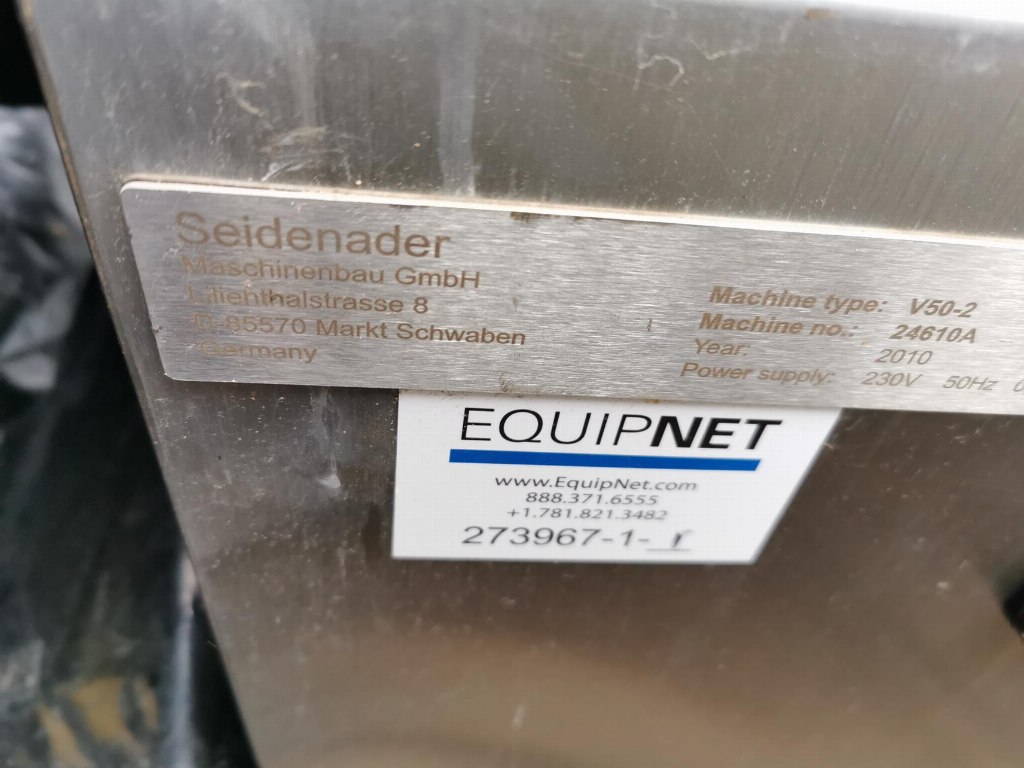 Seidenader
Maschinenbau GmbH
Lilienthalstrasse 8
D-85570 Markt Schwaben
Germany
Machine type: V50-2
Machine no.: 24610A
Year: 2010
Power supply: 230V 50Hz
EQUIPNET
www.EquipNet.com
888.371.6555
+1.781.821.3482
273967-1-r